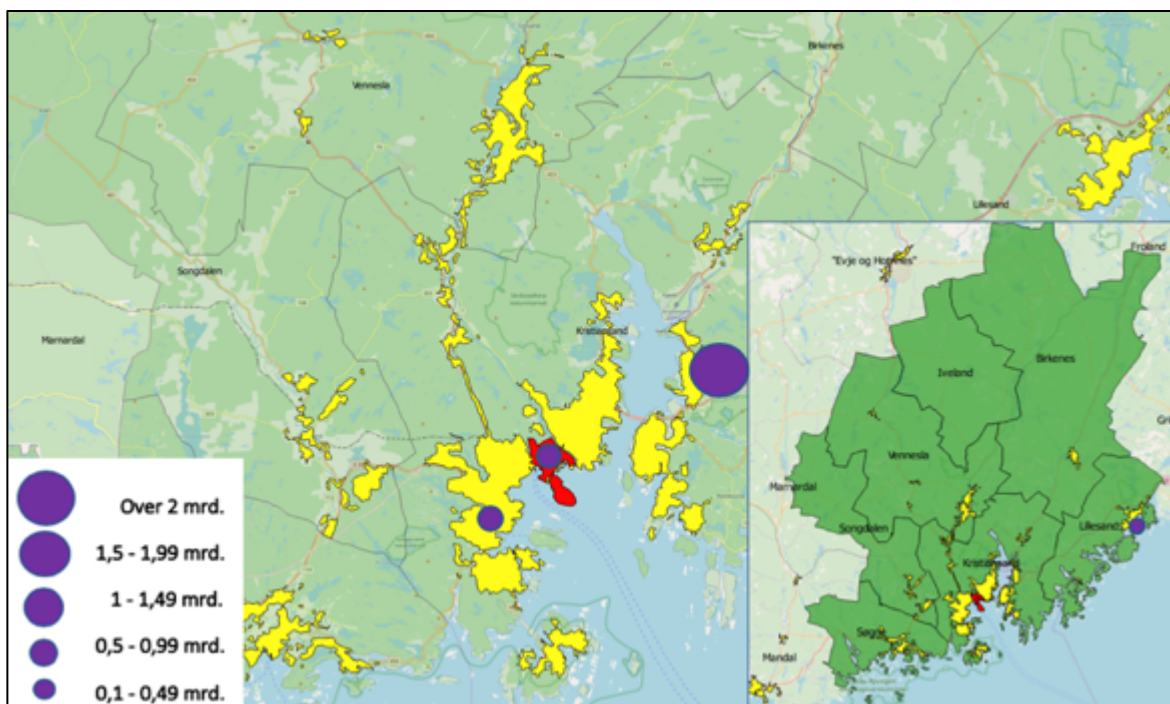 Birkenes
Vennesla
Lillesand
Songdalen
Marnardal
Kristiansand
Over 2 mrd.
1,5 - 1,99 mrd.
1 - 1,49 mrd.
0,5 - 0,99 mrd.
0,1 - 0,49 mrd.
"Evje og Hornnes"
Froland
Birkenes
Iveland
Vennesla
Marnardal
Songdalen
Lillesand
Kristiansand
Søgne
Mandal